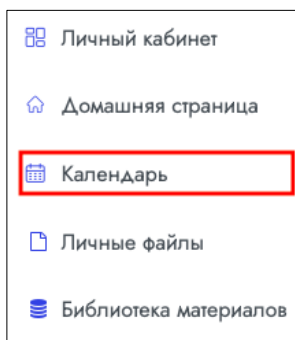 Личный кабинет
Домашняя страница
Календарь
Личные файлы
Библиотека материалов